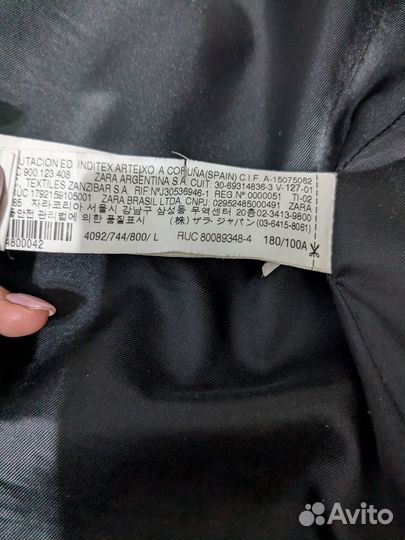 UTACION ED. INDITEX ARTEIXO A CORUÑA (SPAIN) C.I.F. A-15075062
C 900.123.408 ZARA ARGENTINA S.A. CUIT. 30-69314836-3 V-127-01
TEXTILES ZANZIBAR S.A. RIF: Nº J30536946-1 REG Nº 0000051 TI-02
UC 1792159105001 ZARA BRASIL LTDA. CNPJ. 02952485000491 ZARA
85 자라코리아 서울시 강남구 삼성동 무역센터 20층 02-3413-9800
안전 관리법에 의한 품질표시 (株) ザラ・ジャパン (03-6415-8061)
4800042 4092/744/800/ L RUC 80089348-4 180/100A
Avito